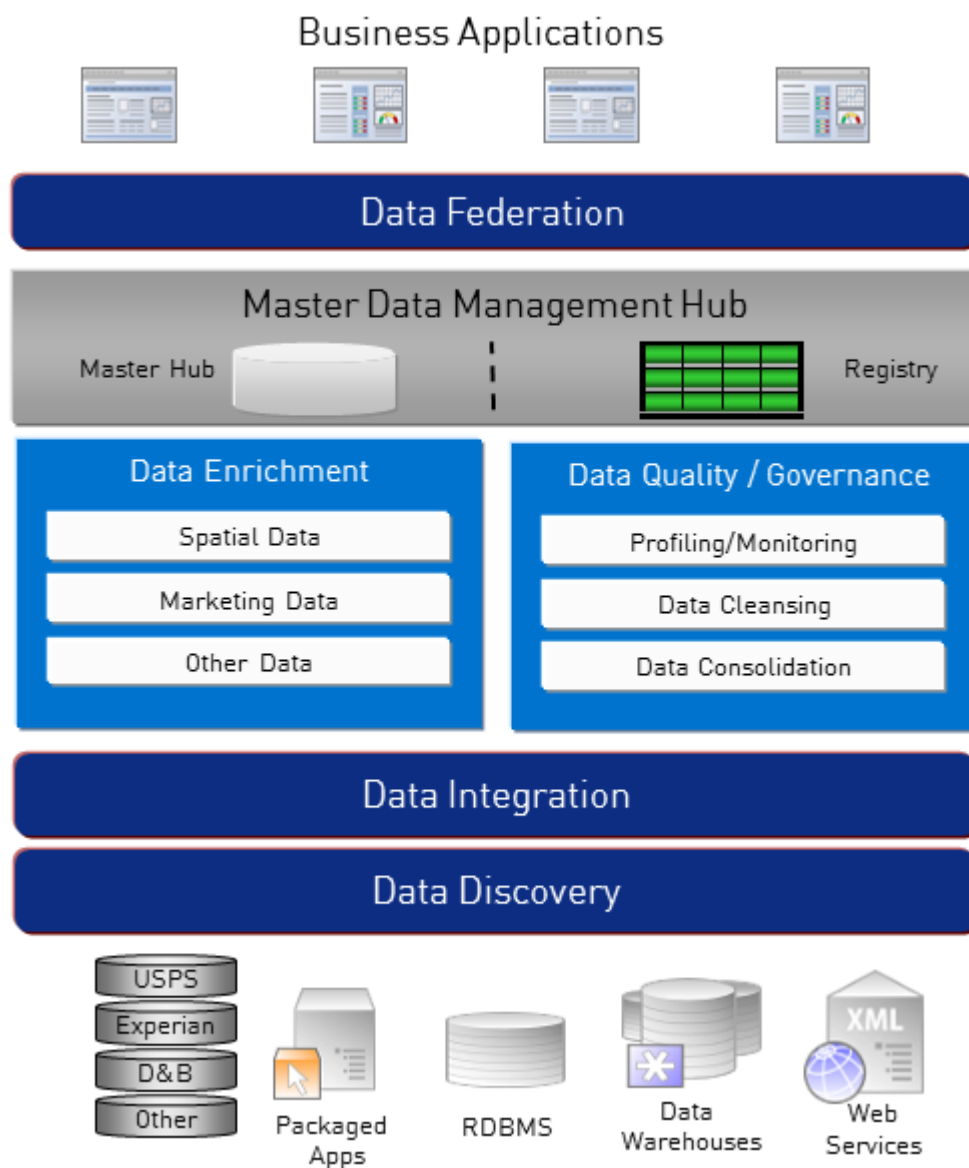 Business Applications
Data Federation
Master Data Management Hub
Master Hub
Registry
Data Enrichment
Spatial Data
Marketing Data
Other Data
Data Quality / Governance
Profiling/Monitoring
Data Cleansing
Data Consolidation
Data Integration
Data Discovery
USPS
Experian
D&B
Other
Packaged
Apps
RDBMS
Data
Warehouses
XML
Web
Services